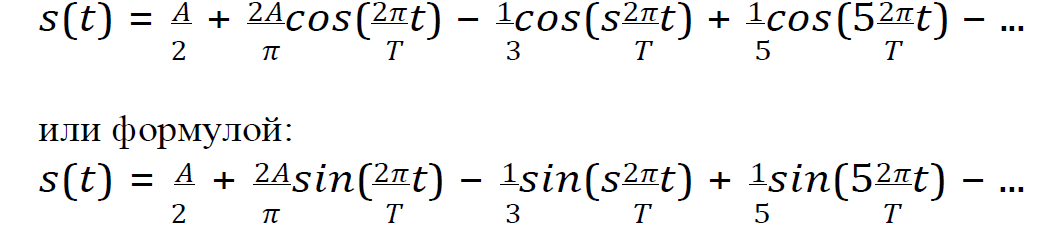 s(t) = A/2 + 2A/π cos(2π/T t) − 1/3 cos(s 2π/T t) + 1/5 cos(5 2π/T t) − ...
или формулой:
s(t) = A/2 + 2A/π sin(2π/T t) − 1/3 sin(s 2π/T t) + 1/5 sin(5 2π/T t) − ...